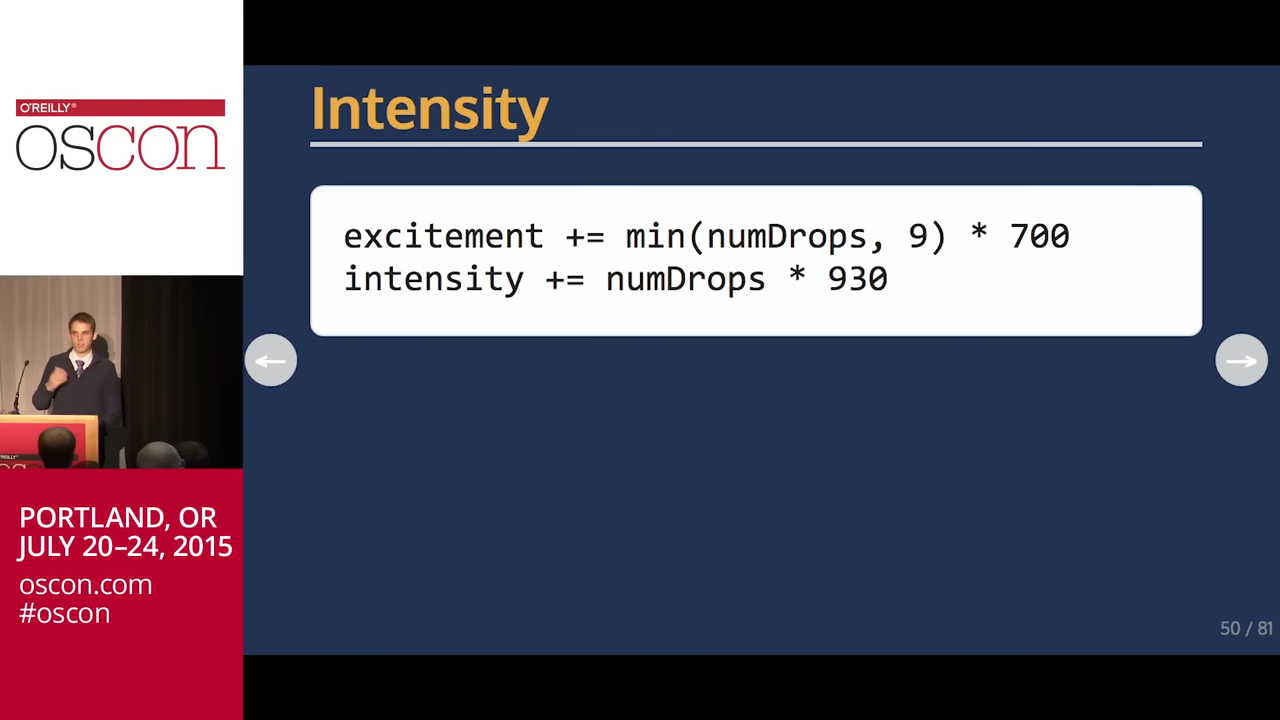 O'REILLY®
OSCON
PORTLAND, OR
JULY 20–24, 2015
oscon.com
#oscon
Intensity
excitement += min(numDrops, 9) * 700
intensity += numDrops * 930
←
→
50 / 81
O'REILLY®